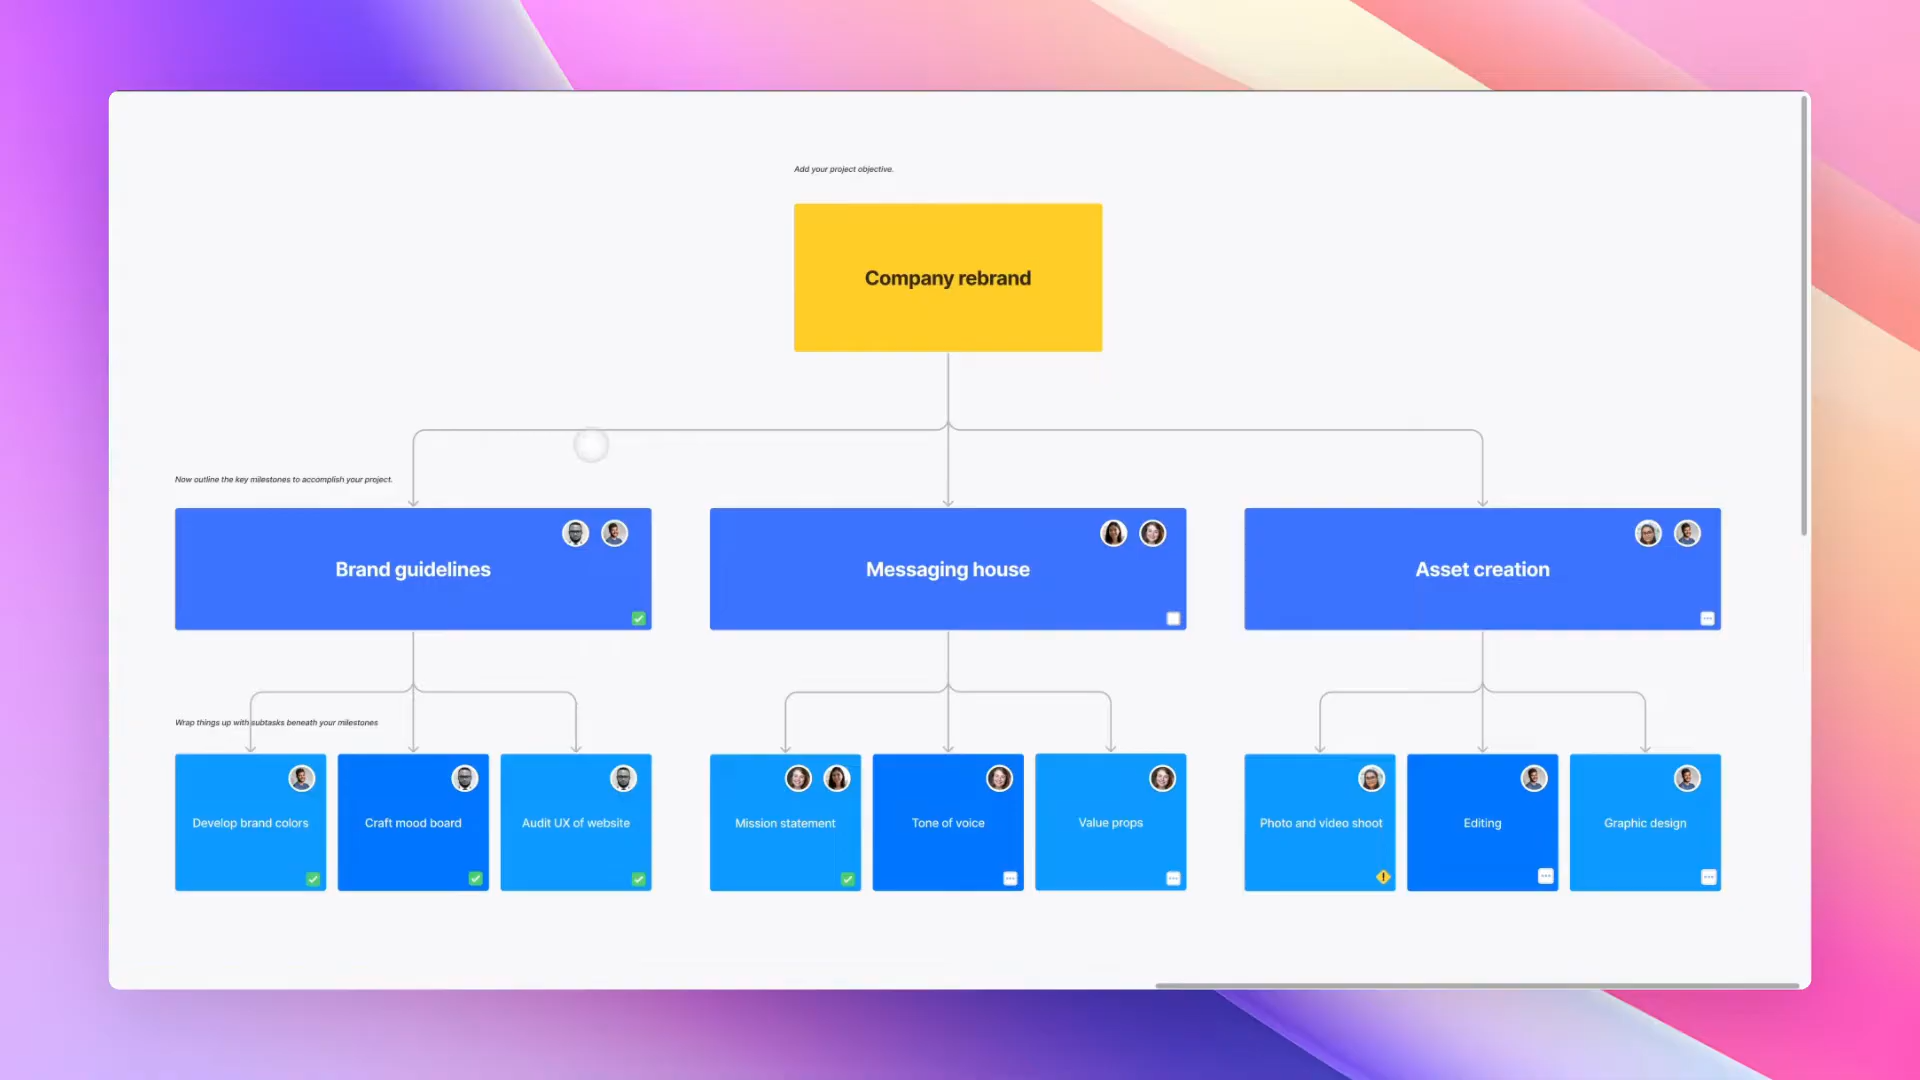 Add your project objective.
Company rebrand
Now outline the key milestones to accomplish your project.
Brand guidelines
Messaging house
Asset creation
Wrap things up with subtasks beneath your milestones
Develop brand colors
Craft mood board
Audit UX of website
Mission statement
Tone of voice
Value props
Photo and video shoot
Editing
Graphic design